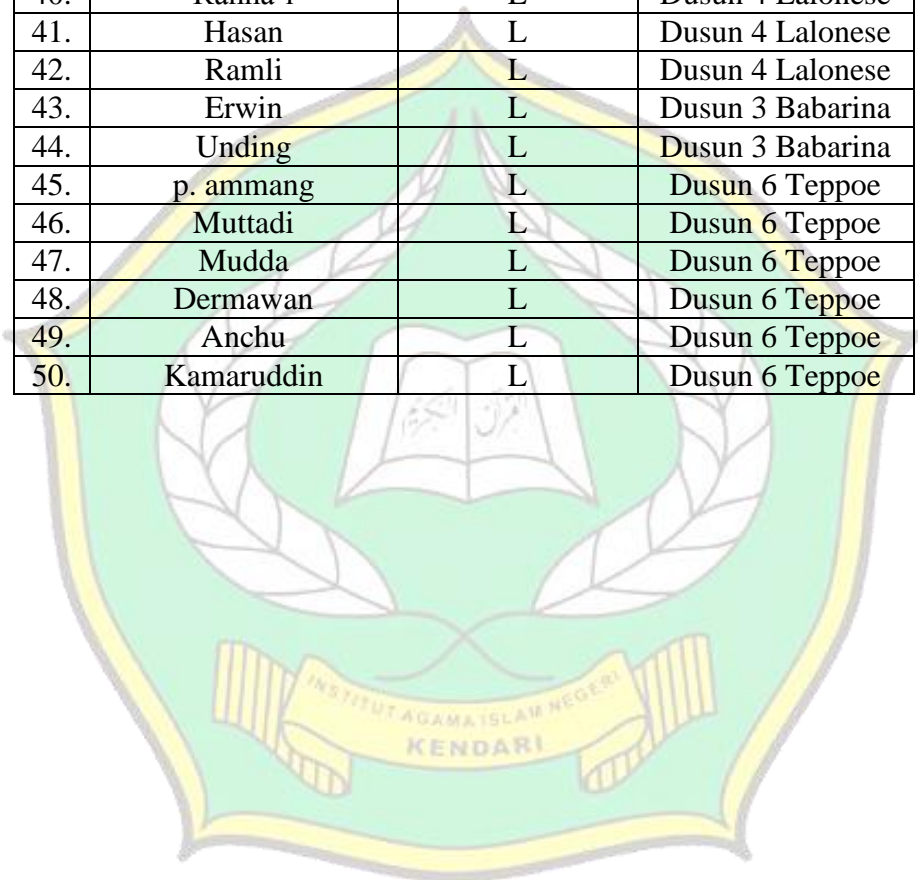 41. Hasan L Dusun 4 Lalonese
42. Ramli L Dusun 4 Lalonese
43. Erwin L Dusun 3 Babarina
44. Unding L Dusun 3 Babarina
45. p. ammang L Dusun 6 Teppoe
46. Muttadi L Dusun 6 Teppoe
47. Mudda L Dusun 6 Teppoe
48. Dermawan L Dusun 6 Teppoe
49. Anchu L Dusun 6 Teppoe
50. Kamaruddin L Dusun 6 Teppoe
INSTITUT AGAMA ISLAM NEGERI
KENDARI